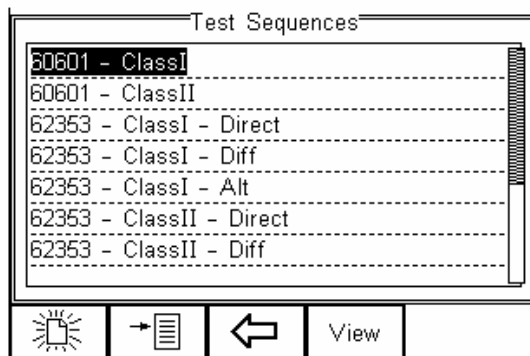 Test Sequences
60601 - ClassI
60601 - ClassII
62353 - ClassI - Direct
62353 - ClassI - Diff
62353 - ClassI - Alt
62353 - ClassII - Direct
62353 - ClassII - Diff
View